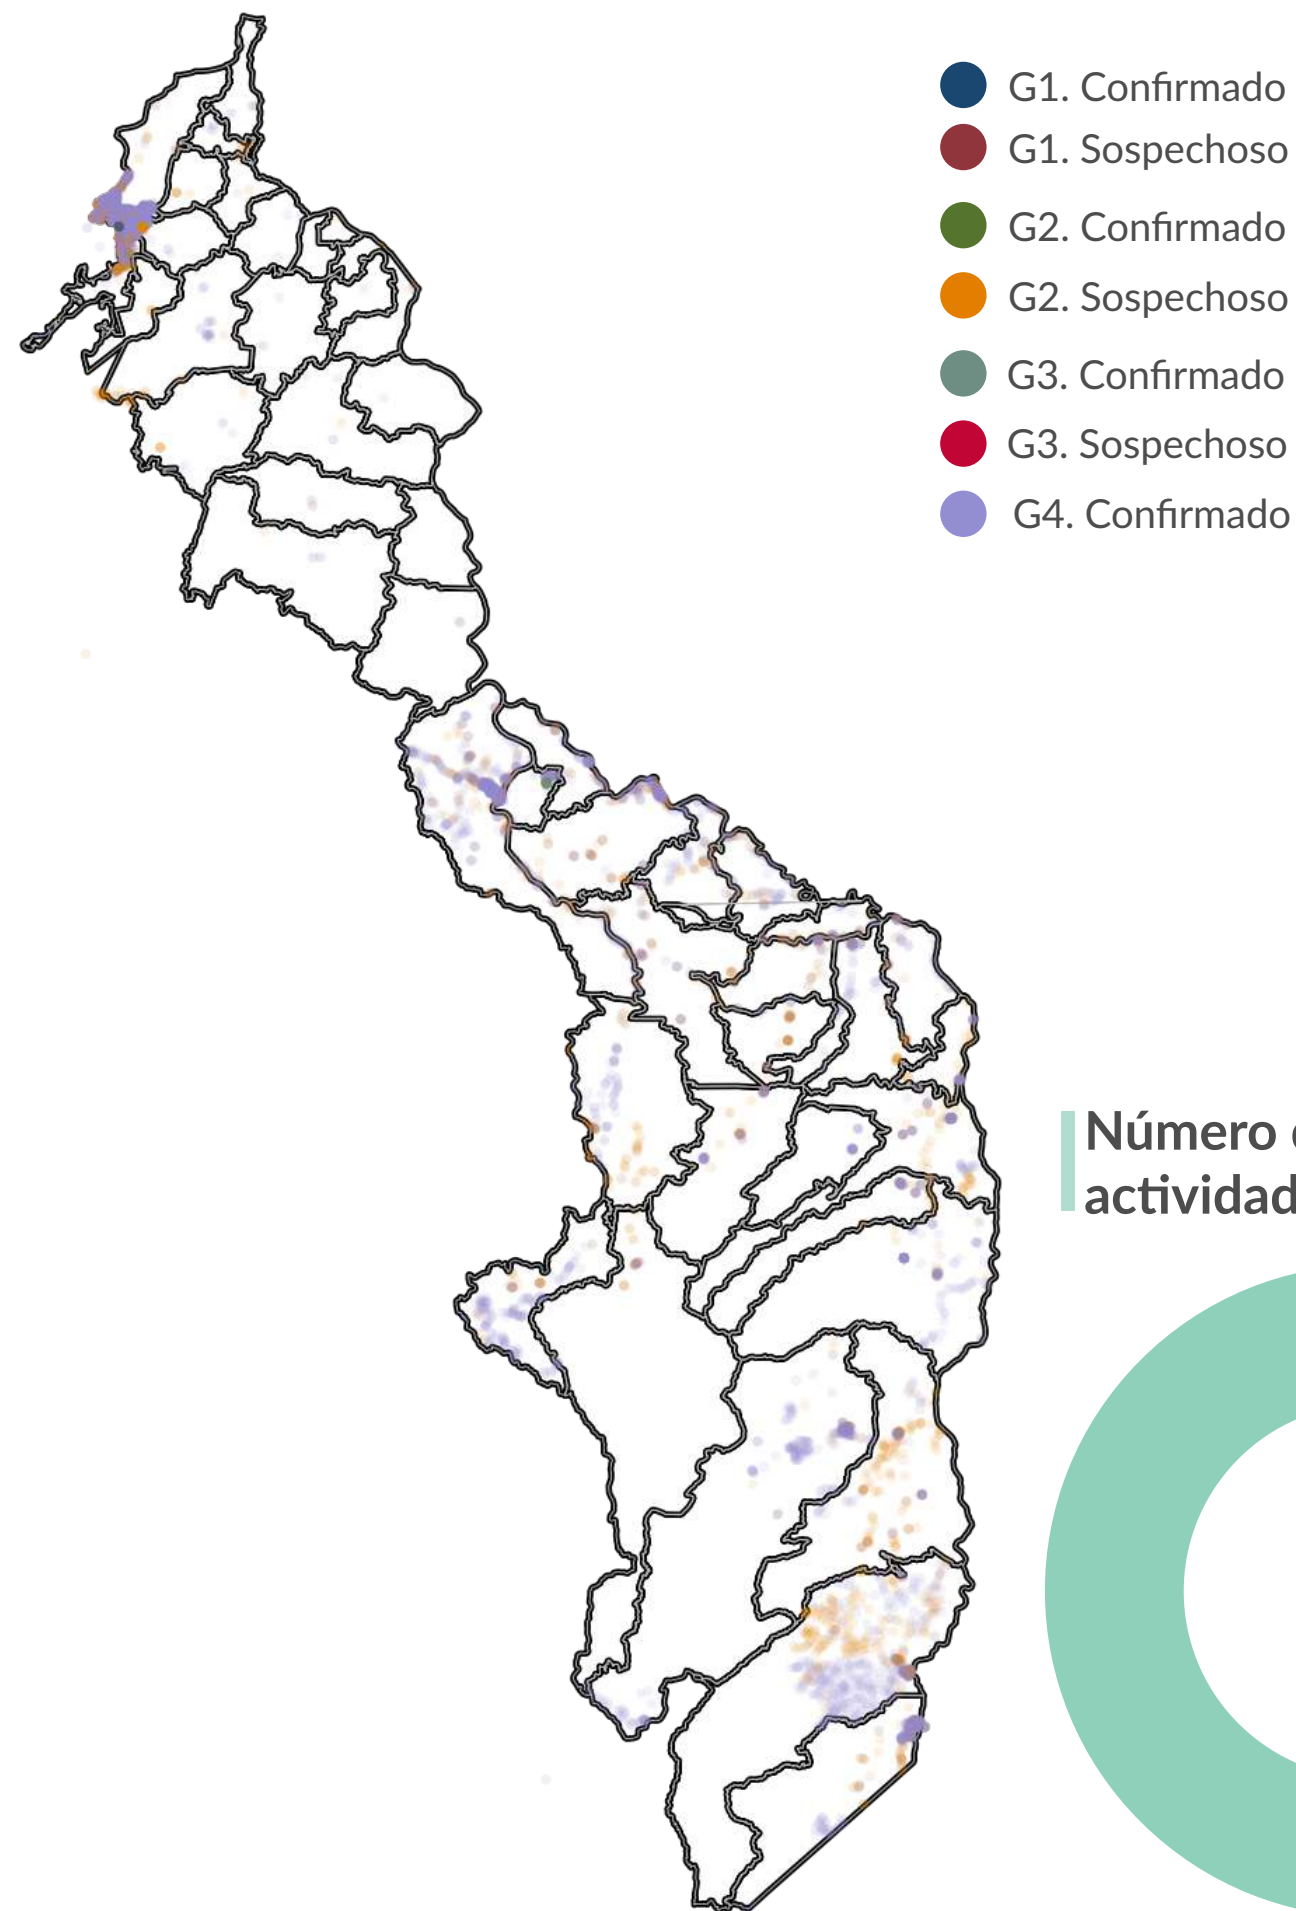 G1. Confirmado
G1. Sospechoso
G2. Confirmado
G2. Sospechoso
G3. Confirmado
G3. Sospechoso
G4. Confirmado
Número
actividad